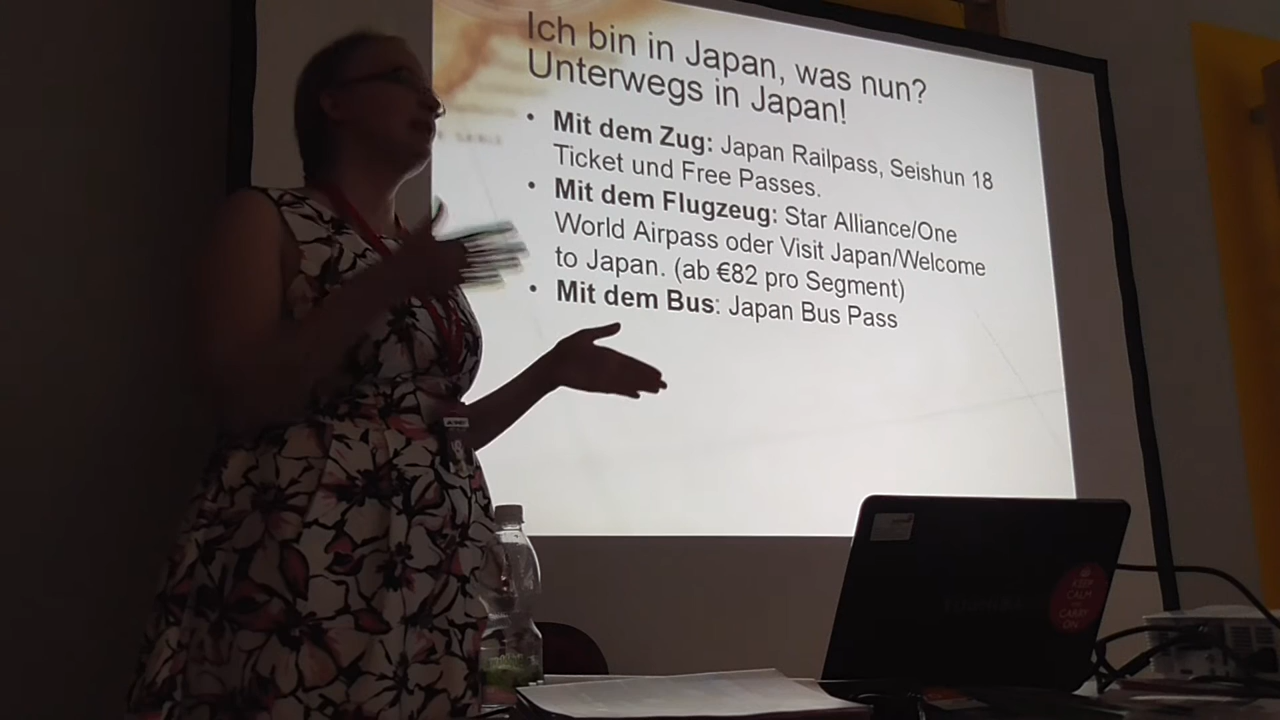 Ich bin in Japan, was nun?
Unterwegs in Japan!
• Mit dem Zug: Japan Railpass, Seishun 18
Ticket und Free Passes.
• Mit dem Flugzeug: Star Alliance/One
World Airpass oder Visit Japan/Welcome
to Japan. (ab €82 pro Segment)
• Mit dem Bus: Japan Bus Pass
KEEP
CALM
AND
CARRY
ON